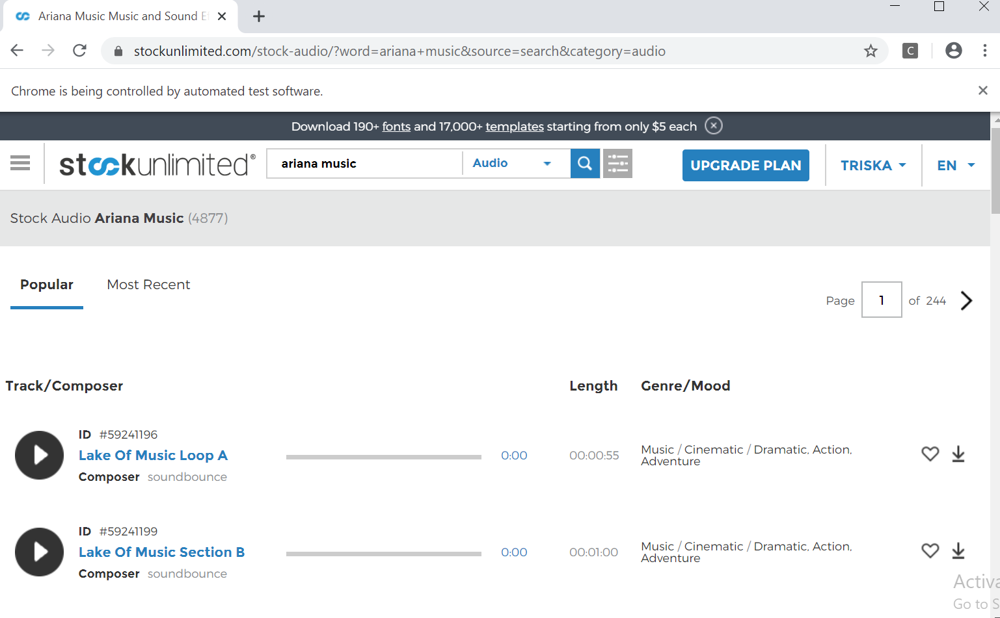 Ariana Music Music and Sound
stockunlimited.com/stock-audio/?word=ariana+music&source=search&category=audio
C
Chrome is being controlled by automated test software.
Download 190+ fonts and 17,000+ templates starting from only $5 each
stockunlimited®
ariana music
Audio
UPGRADE PLAN
TRISKA
EN
Stock Audio Ariana Music (4877)
Popular
Most Recent
Page 1 of 244
Track/Composer
Length
Genre/Mood
ID #59241196
Lake Of Music Loop A
Composer soundbounce
0:00
00:00:55
Music / Cinematic / Dramatic, Action,
Adventure
ID #59241199
Lake Of Music Section B
Composer soundbounce
0:00
00:01:00
Music / Cinematic / Dramatic, Action,
Adventure
Activa
Go to S